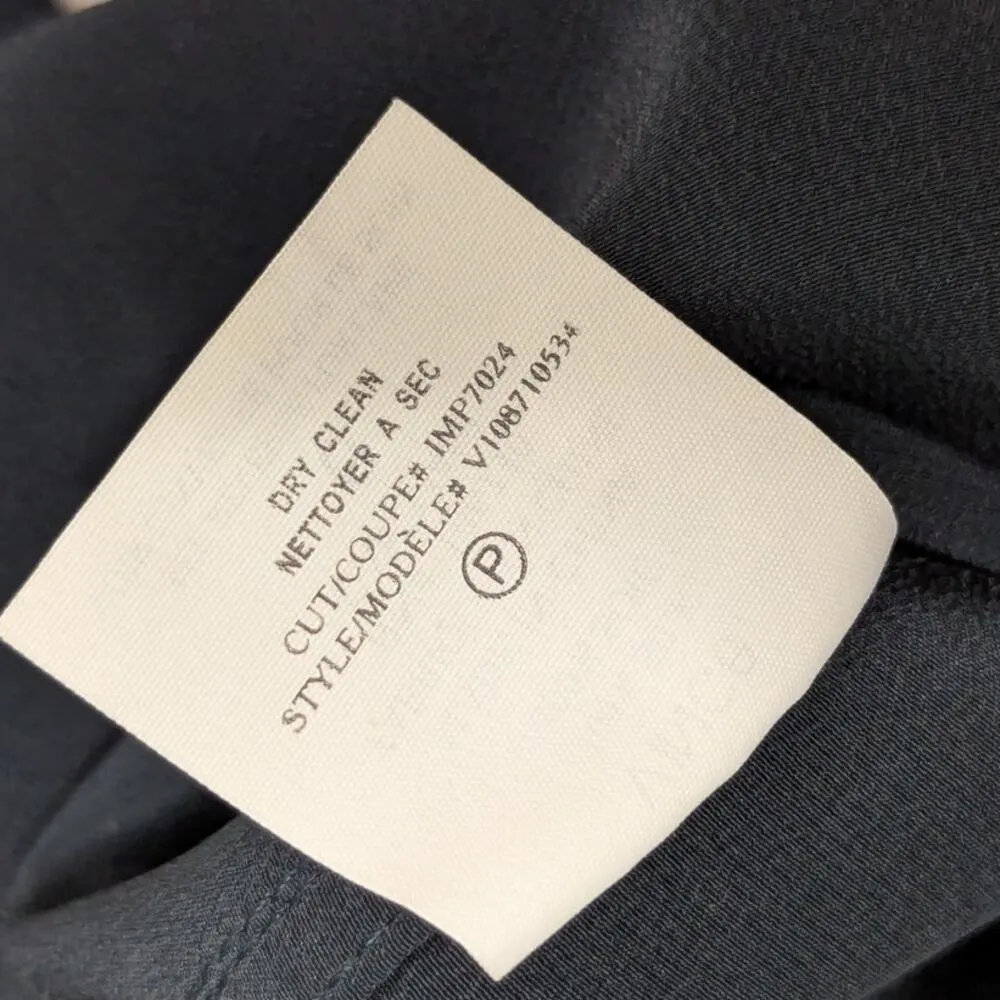 DRY CLEAN
NETTOYER A SEC
CUT/COUPE# IMP7024
STYLE/MODÈLE# V108710534
P